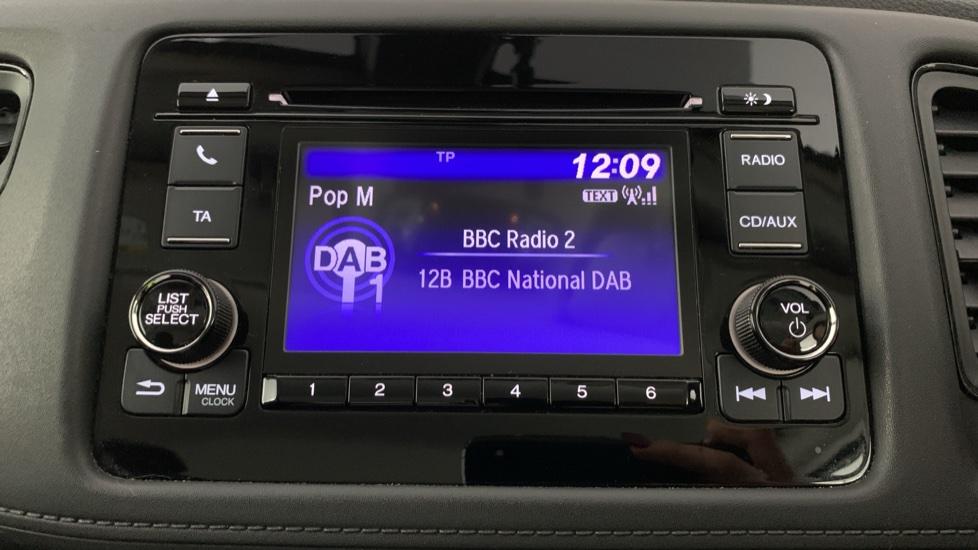 TP 12:09
TA
RADIO
CD/AUX
Pop M TEXT
BBC Radio 2
DAB 1
12B BBC National DAB
LIST
PUSH
SELECT
VOL
MENU
CLOCK
1 2 3 4 5 6